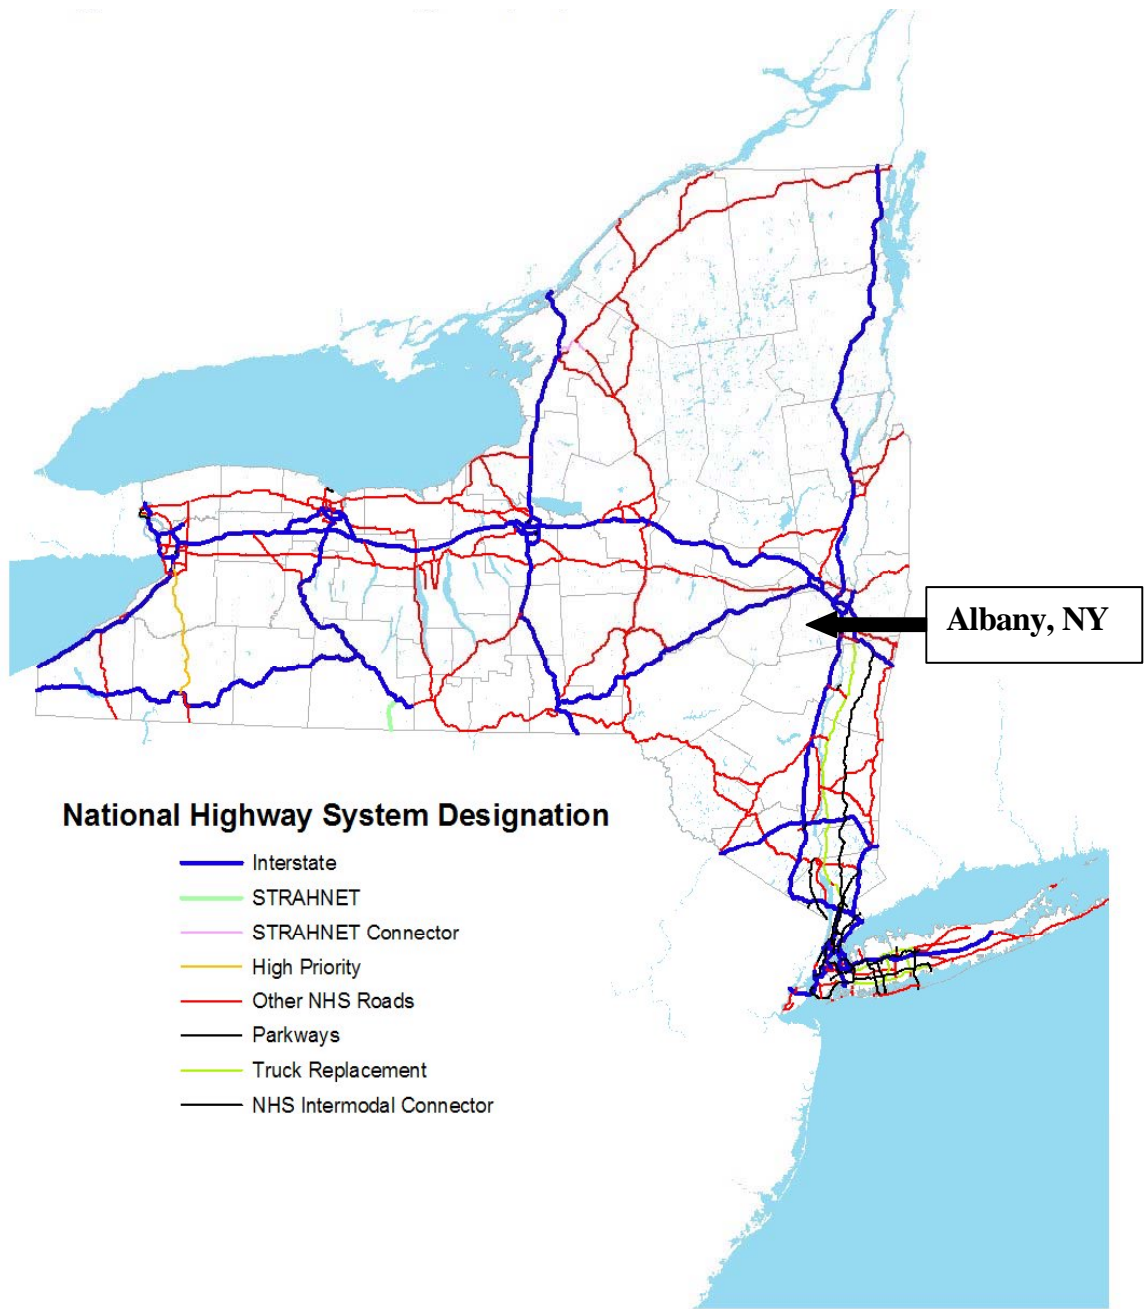 Albany, NY
National Highway System Designation
Interstate
STRAHNET
STRAHNET Connector
High Priority
Other NHS Roads
Parkways
Truck Replacement
NHS Intermodal Connector